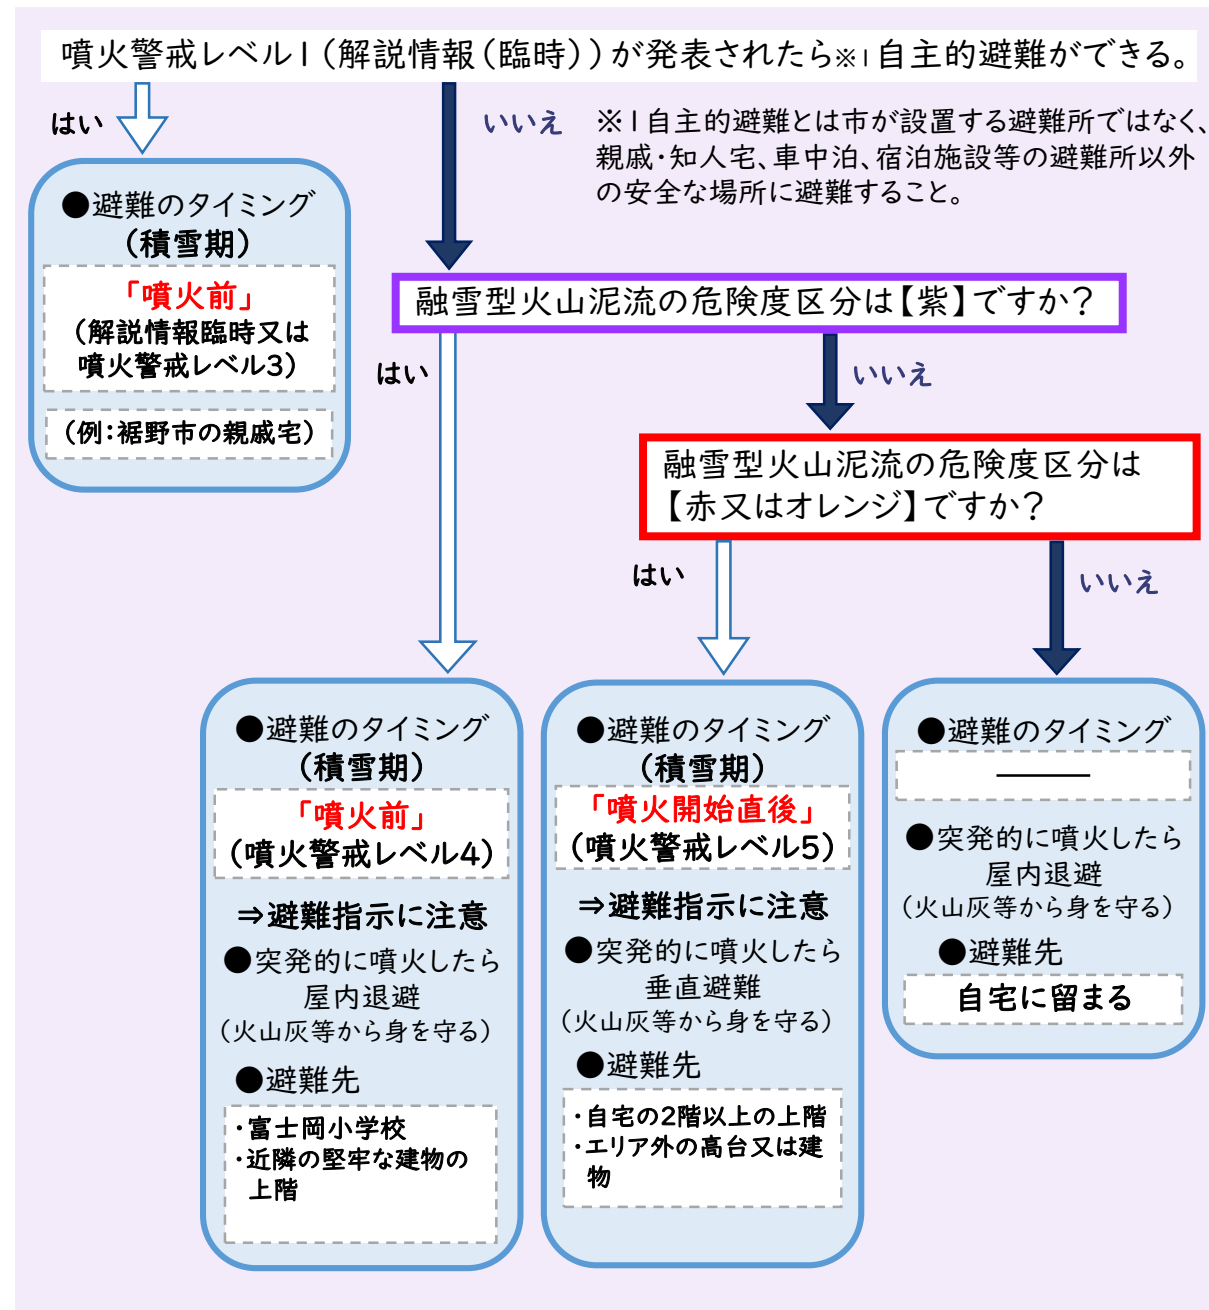 噴火警戒レベル1（解説情報（臨時））が発表されたら※1自主的避難ができる。
はい
いいえ
※1自主的避難とは市が設置する避難所ではなく、
親戚・知人宅、車中泊、宿泊施設等の避難所以外
の安全な場所に避難すること。
●避難のタイミング
（積雪期）
「噴火前」
（解説情報臨時又は
噴火警戒レベル3）
（例：裾野市の親戚宅）
融雪型火山泥流の危険度区分は【紫】ですか？
はい
いいえ
融雪型火山泥流の危険度区分は
【赤又はオレンジ】ですか？
はい
いいえ
●避難のタイミング
（積雪期）
「噴火前」
（噴火警戒レベル4）
⇒避難指示に注意
●突発的に噴火したら
屋内退避
（火山灰等から身を守る）
●避難先
・富士岡小学校
・近隣の堅牢な建物の
上階
●避難のタイミング
（積雪期）
「噴火開始直後」
（噴火警戒レベル5）
⇒避難指示に注意
●突発的に噴火したら
垂直避難
（火山灰等から身を守る）
●避難先
・自宅の2階以上の上階
・エリア外の高台又は建
物
●避難のタイミング
―――
●突発的に噴火したら
屋内退避
（火山灰等から身を守る）
●避難先
自宅に留まる